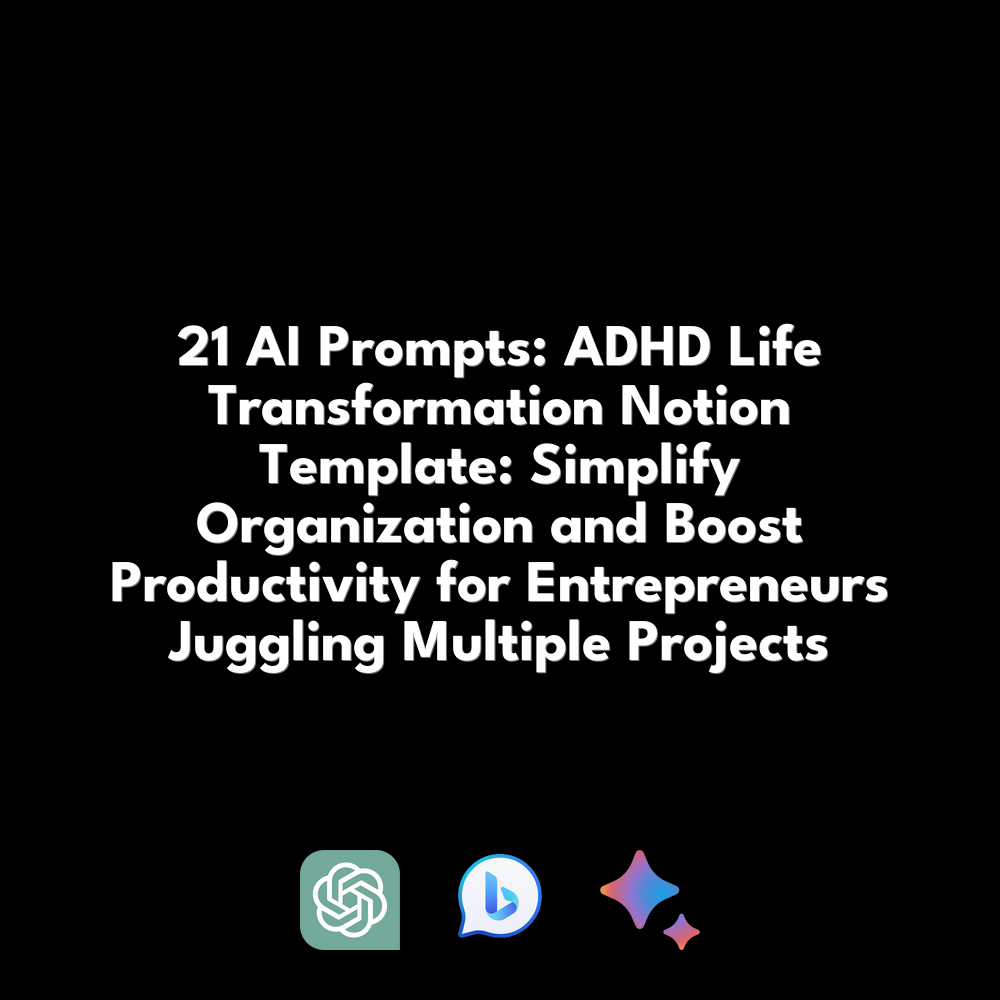 21 AI Prompts: ADHD Life
Transformation Notion
Template: Simplify
Organization and Boost
Productivity for Entrepreneurs
Juggling Multiple Projects